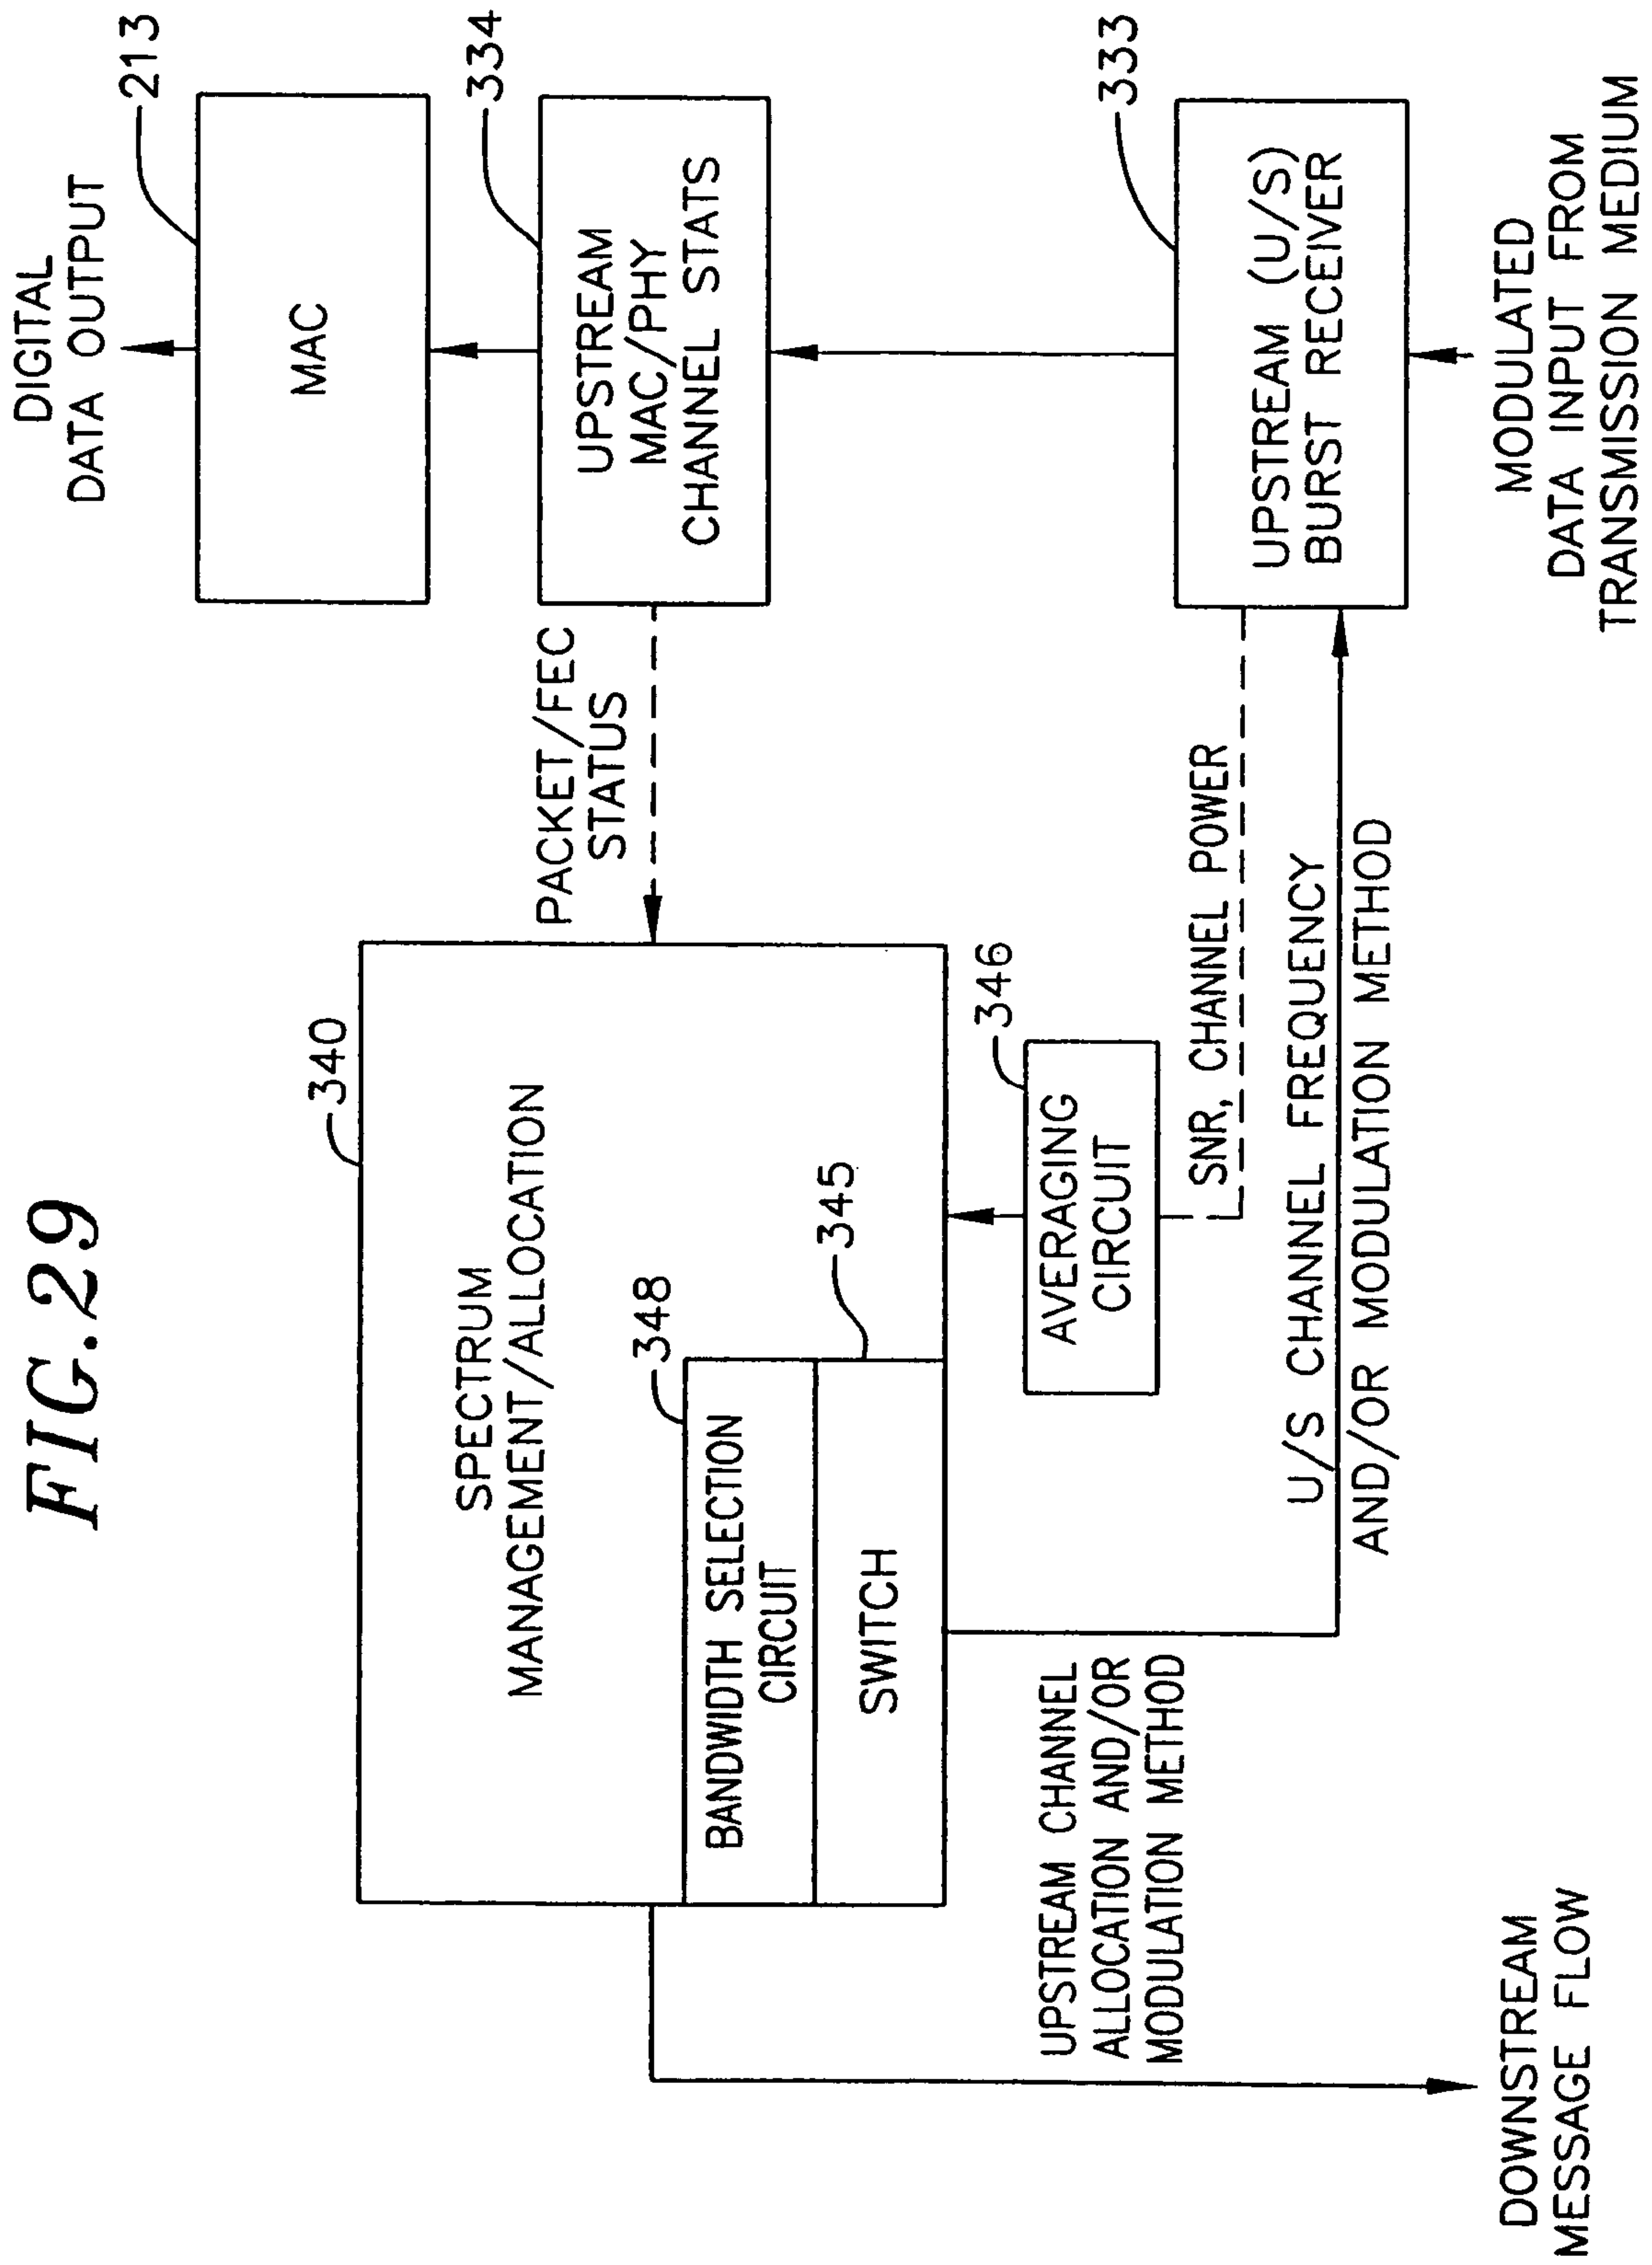 FIG.29
DIGITAL
DATA OUTPUT
213
MAC
334
UPSTREAM
MAC/PHY
CHANNEL STATS
PACKET/FEC
STATUS
340
SPECTRUM
MANAGEMENT/ALLOCATION
348
BANDWIDTH SELECTION
CIRCUIT
345
SWITCH
346
AVERAGING
CIRCUIT
SNR, CHANNEL POWER
333
UPSTREAM (U/S)
BURST RECEIVER
U/S CHANNEL FREQUENCY
AND/OR MODULATION METHOD
UPSTREAM CHANNEL
ALLOCATION AND/OR
MODULATION METHOD
MODULATED
DATA INPUT FROM
TRANSMISSION MEDIUM
DOWNSTREAM
MESSAGE FLOW